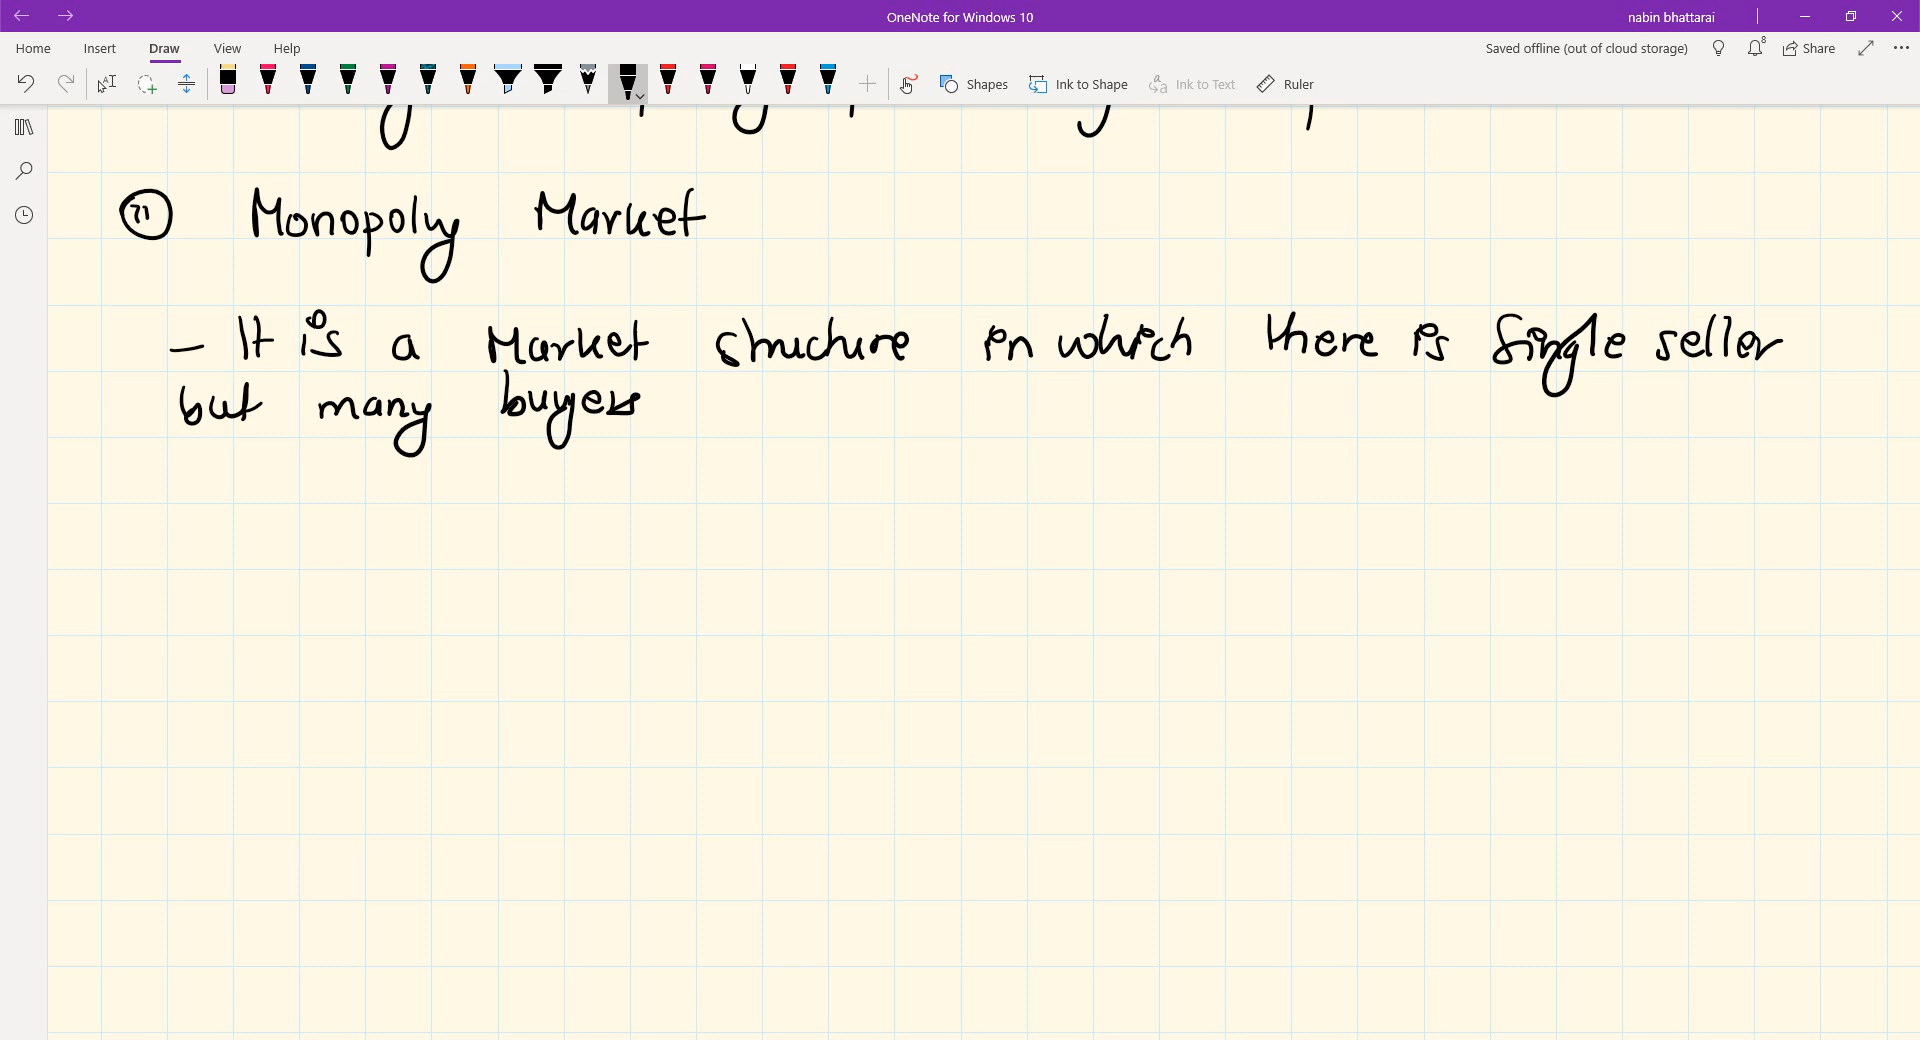 OneNote for Windows 10
nabin bhattarai
Home Insert Draw View Help
Saved offline (out of cloud storage)
8
Share
Shapes
Ink to Shape
Ink to Text
Ruler
Monopoly Market
- It is a Market structure in which there is single seller
but many buyers